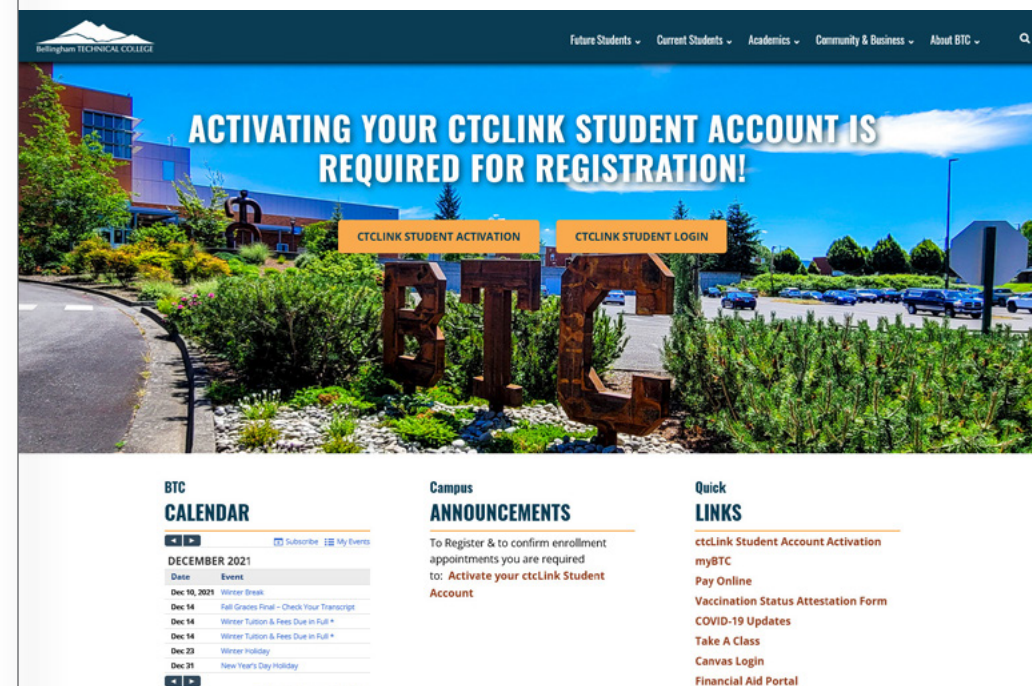 Bellingham TECHNICAL COLLEGE
Future Students Current Students Academics Community & Business About BTC
ACTIVATING YOUR CTCLINK STUDENT ACCOUNT IS
REQUIRED FOR REGISTRATION!
CTCLINK STUDENT ACTIVATION CTCLINK STUDENT LOGIN
BTC
BTC
CALENDAR
Subscribe My Events
DECEMBER 2021
Date Event
Dec 10, 2021 Winter Break
Dec 14 Fall Grades Final – Check Your Transcript
Dec 14 Winter Tuition & Fees Due in Full *
Dec 14 Winter Tuition & Fees Due in Full *
Dec 23 Winter Holiday
Dec 31 New Year's Day Holiday
Campus
ANNOUNCEMENTS
To Register & to confirm enrollment
appointments you are required
to: Activate your ctcLink Student
Account
Quick
LINKS
ctcLink Student Account Activation
myBTC
Pay Online
Vaccination Status Attestation Form
COVID-19 Updates
Take A Class
Canvas Login
Financial Aid Portal